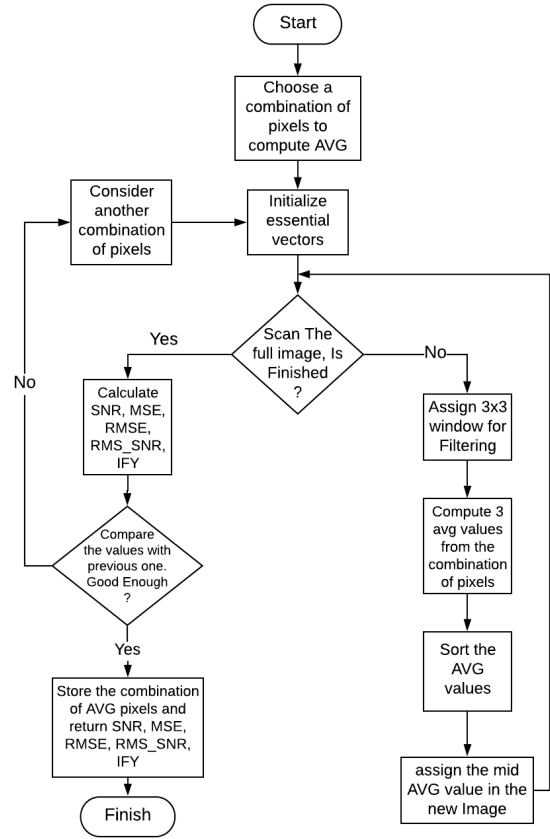 Start
Choose a
combination of
pixels to
compute AVG
Consider
another
combination
of pixels
Initialize
essential
vectors
Yes
Scan The
full image, Is
Finished
?
No
No
Calculate
SNR, MSE,
RMSE,
RMS_SNR,
IFY
Assign 3x3
window for
Filtering
Compare
the values with
previous one.
Good Enough
?
Compute 3
avg values
from the
combination
of pixels
Yes
Sort the
AVG
values
Store the combination
of AVG pixels and
return SNR, MSE,
RMSE, RMS_SNR,
IFY
assign the mid
AVG value in the
new Image
Finish